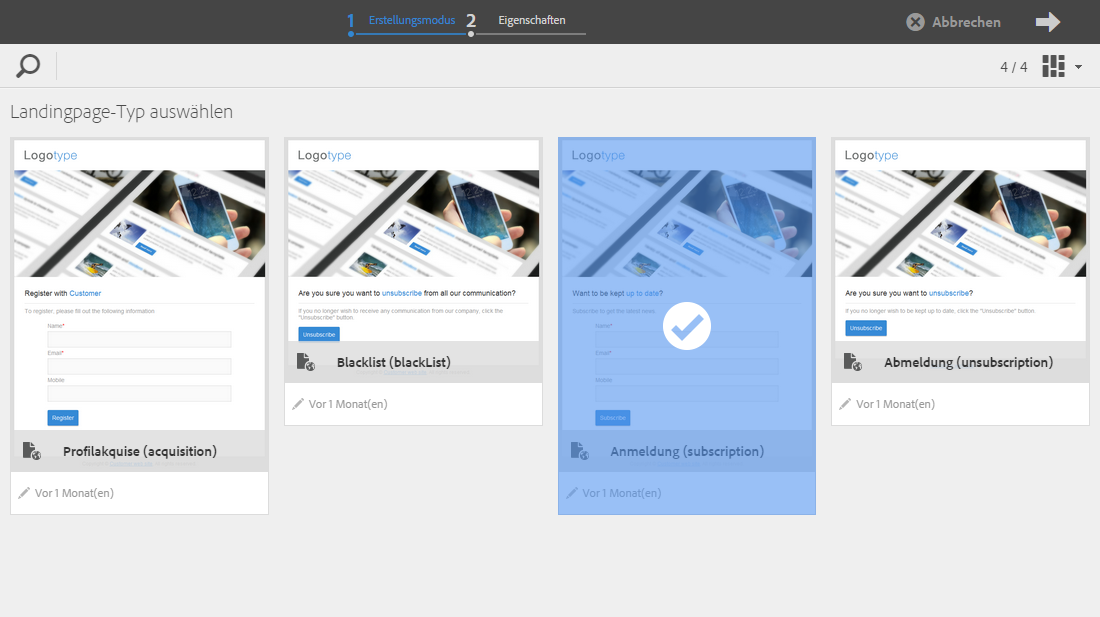 1 Erstellungsmodus 2 Eigenschaften
Abbrechen
4 / 4
Landingpage-Typ auswählen
Logotype
Register with Customer
To register, please fill out the following information
Name*
Email*
Mobile
Register
Profilakquise (acquisition)
Vor 1 Monat(en)
Logotype
Are you sure you want to unsubscribe from all our communication?
If you no longer wish to receive any communication from our company, click the
"Unsubscribe" button.
Unsubscribe
Blacklist (blackList)
Vor 1 Monat(en)
Logotype
Want to be kept up to date?
Subscribe to get the latest news.
Name*
Email*
Mobile
Subscribe
Anmeldung (subscription)
Vor 1 Monat(en)
Logotype
Are you sure you want to unsubscribe?
If you no longer wish to be kept up to date, click the "Unsubscribe" button.
Unsubscribe
Abmeldung (unsubscription)
Vor 1 Monat(en)